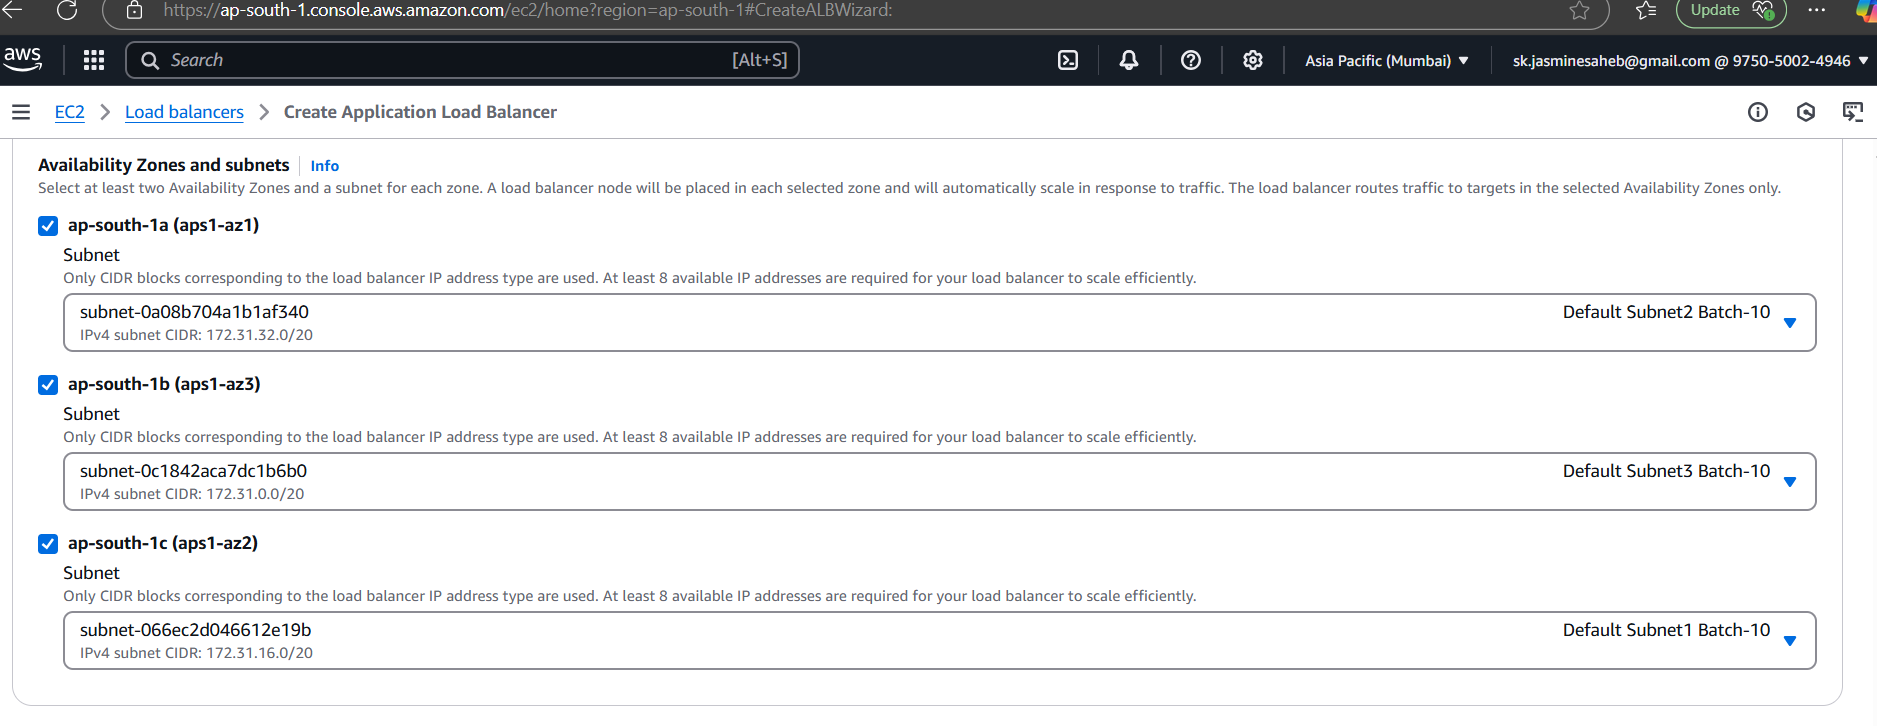 https://ap-south-1.console.aws.amazon.com/ec2/home?region=ap-south-1#CreateALBWizard:
Update
aws
Search
[Alt+S]
Asia Pacific (Mumbai)
sk.jasminesaheb@gmail.com @ 9750-5002-4946
EC2
Load balancers
Create Application Load Balancer
Availability Zones and subnets
Info
Select at least two Availability Zones and a subnet for each zone. A load balancer node will be placed in each selected zone and will automatically scale in response to traffic. The load balancer routes traffic to targets in the selected Availability Zones only.
ap-south-1a (aps1-az1)
Subnet
Only CIDR blocks corresponding to the load balancer IP address type are used. At least 8 available IP addresses are required for your load balancer to scale efficiently.
subnet-0a08b704a1b1af340
Default Subnet2 Batch-10
IPv4 subnet CIDR: 172.31.32.0/20
ap-south-1b (aps1-az3)
Subnet
Only CIDR blocks corresponding to the load balancer IP address type are used. At least 8 available IP addresses are required for your load balancer to scale efficiently.
subnet-0c1842aca7dc1b6b0
Default Subnet3 Batch-10
IPv4 subnet CIDR: 172.31.0.0/20
ap-south-1c (aps1-az2)
Subnet
Only CIDR blocks corresponding to the load balancer IP address type are used. At least 8 available IP addresses are required for your load balancer to scale efficiently.
subnet-066ec2d046612e19b
Default Subnet1 Batch-10
IPv4 subnet CIDR: 172.31.16.0/20